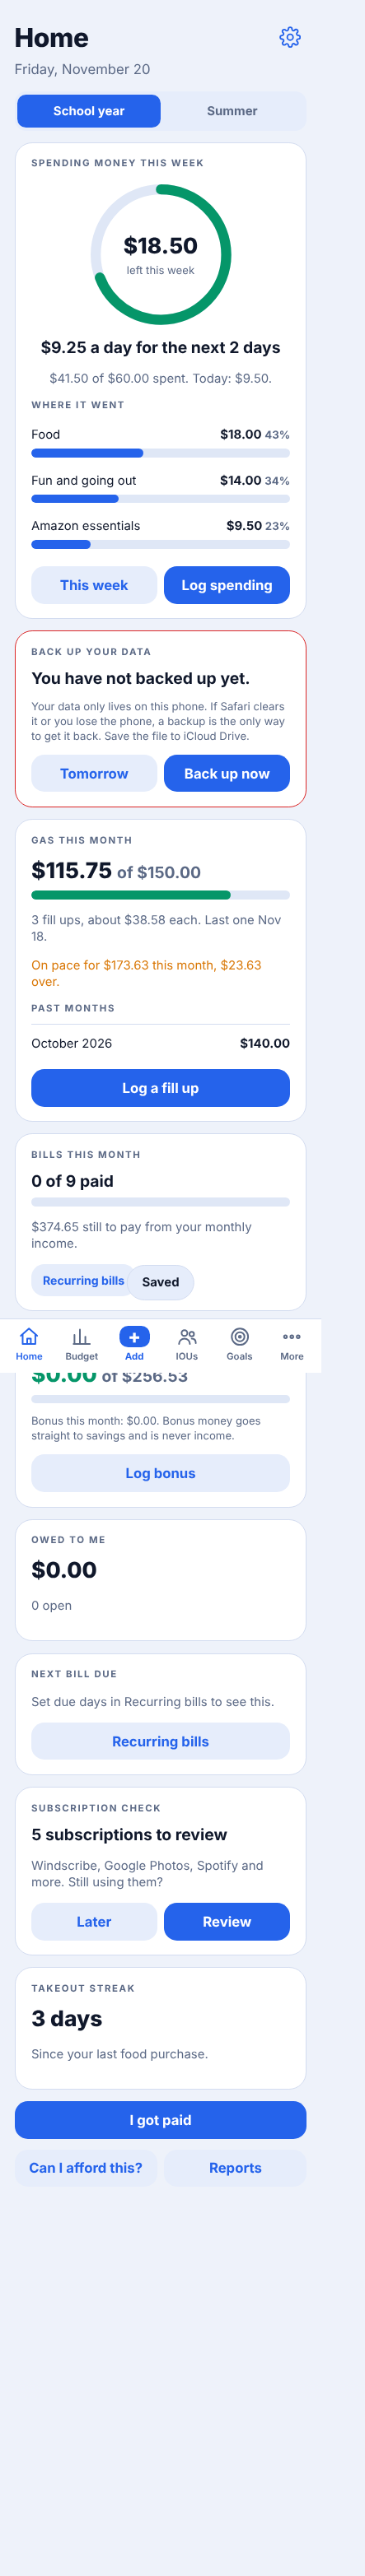 Home
Friday, November 20
School year
Summer
SPENDING MONEY THIS WEEK
$18.50
left this week
$9.25 a day for the next 2 days
$41.50 of $60.00 spent. Today: $9.50.
WHERE IT WENT
Food $18.00 43%
Fun and going out $14.00 34%
Amazon essentials $9.50 23%
This week
Log spending
BACK UP YOUR DATA
You have not backed up yet.
Your data only lives on this phone. If Safari clears
it or you lose the phone, a backup is the only way
to get it back. Save the file to iCloud Drive.
Tomorrow
Back up now
GAS THIS MONTH
$115.75 of $150.00
3 fill ups, about $38.58 each. Last one Nov
18.
On pace for $173.63 this month, $23.63
over.
PAST MONTHS
October 2026 $140.00
Log a fill up
BILLS THIS MONTH
0 of 9 paid
$374.65 still to pay from your monthly
income.
Recurring bills
Saved
Home
Budget
Add
IOUs
Goals
More
$0.00 of $256.53
Bonus this month: $0.00. Bonus money goes
straight to savings and is never income.
Log bonus
OWED TO ME
$0.00
0 open
NEXT BILL DUE
Set due days in Recurring bills to see this.
Recurring bills
SUBSCRIPTION CHECK
5 subscriptions to review
Windscribe, Google Photos, Spotify and
more. Still using them?
Later
Review
TAKEOUT STREAK
3 days
Since your last food purchase.
I got paid
Can I afford this?
Reports